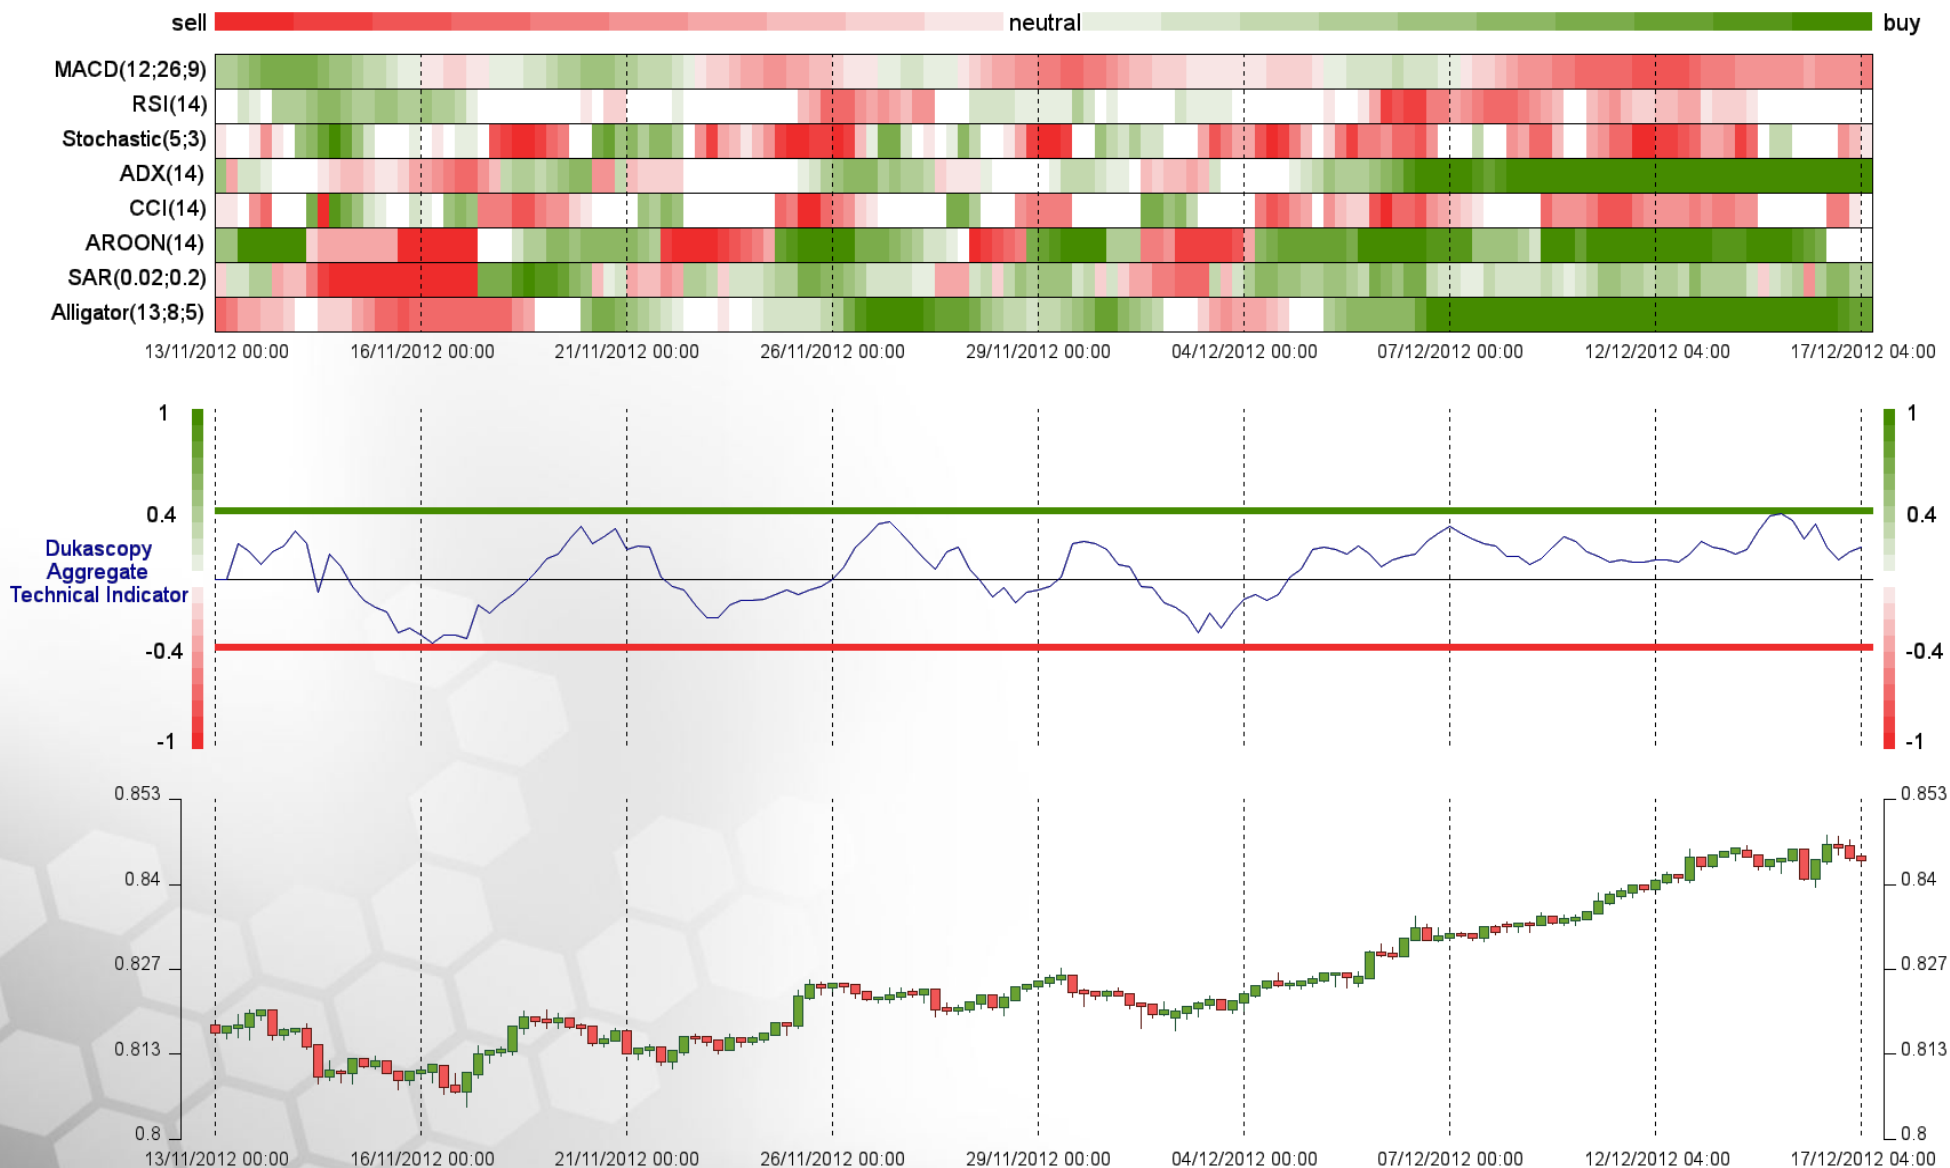 sell neutral buy
MACD(12;26;9)
RSI(14)
Stochastic(5;3)
ADX(14)
CCI(14)
AROON(14)
SAR(0.02;0.2)
Alligator(13;8;5)
13/11/2012 00:00 16/11/2012 00:00 21/11/2012 00:00 26/11/2012 00:00 29/11/2012 00:00 04/12/2012 00:00 07/12/2012 00:00 12/12/2012 04:00 17/12/2012 04:00
1 1
0.4 0.4
Dukascopy
Aggregate
Technical Indicator
-0.4 -0.4
-1 -1
0.853 0.853
0.84 0.84
0.827 0.827
0.813 0.813
0.8 0.8
13/11/2012 00:00 16/11/2012 00:00 21/11/2012 00:00 26/11/2012 00:00 29/11/2012 00:00 04/12/2012 00:00 07/12/2012 00:00 12/12/2012 04:00 17/12/2012 04:00